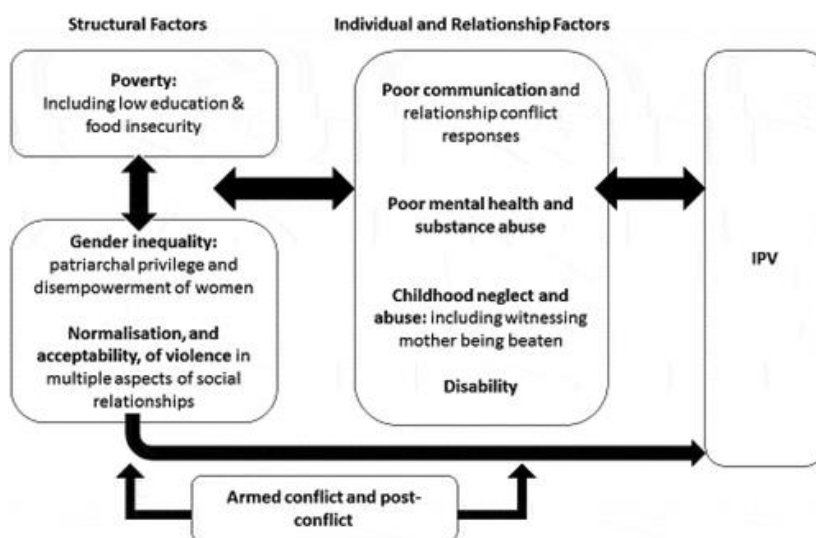 Structural Factors
Individual and Relationship Factors
Poverty:
Including low education &
food insecurity
Gender inequality:
patriarchal privilege and
disempowerment of women
Normalisation, and
acceptability, of violence in
multiple aspects of social
relationships
Poor communication and
relationship conflict
responses
Poor mental health and
substance abuse
Childhood neglect and
abuse: including witnessing
mother being beaten
Disability
IPV
Armed conflict and post-
conflict